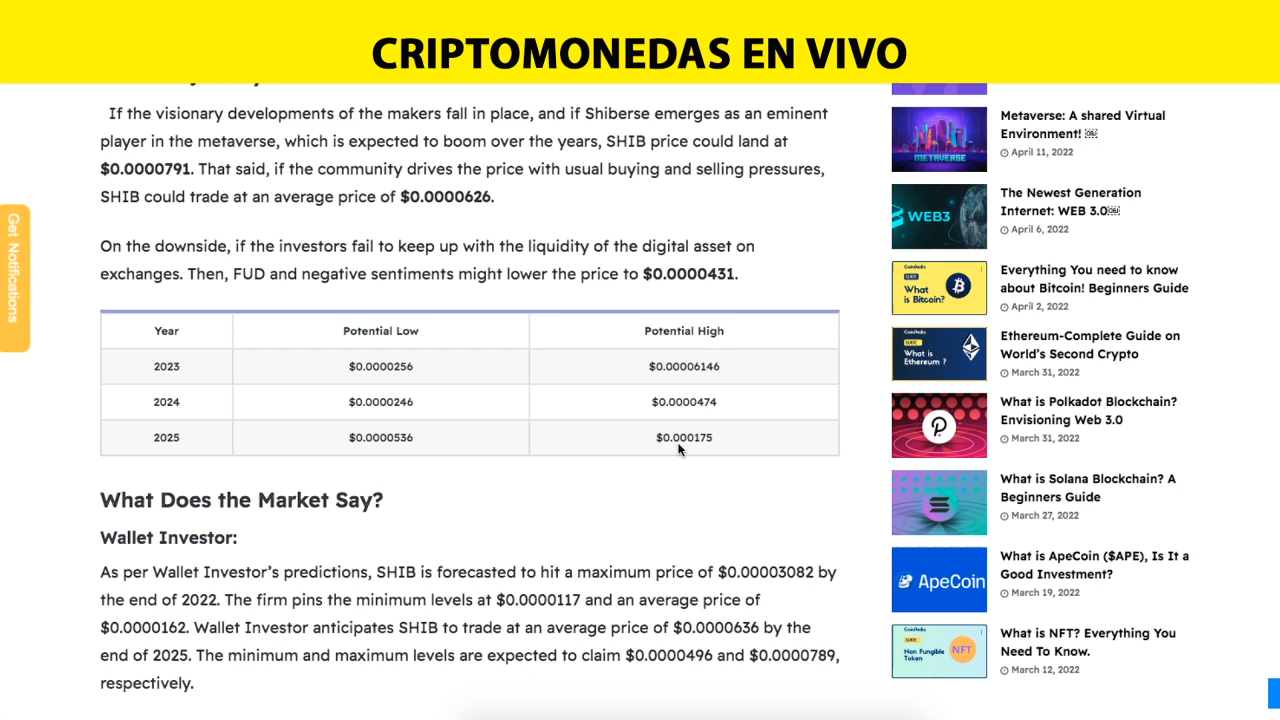 CRIPTOMONEDAS EN VIVO
If the visionary developments of the makers fall in place, and if Shiberse emerges as an eminent
player in the metaverse, which is expected to boom over the years, SHIB price could land at
$0.0000791. That said, if the community drives the price with usual buying and selling pressures,
SHIB could trade at an average price of $0.0000626.
On the downside, if the investors fail to keep up with the liquidity of the digital asset on
exchanges. Then, FUD and negative sentiments might lower the price to $0.0000431.
Year Potential Low Potential High
2023 $0.0000256 $0.00006146
2024 $0.0000246 $0.0000474
2025 $0.0000536 $0.000175
What Does the Market Say?
Wallet Investor:
As per Wallet Investor’s predictions, SHIB is forecasted to hit a maximum price of $0.00003082 by
the end of 2022. The firm pins the minimum levels at $0.0000117 and an average price of
$0.0000162. Wallet Investor anticipates SHIB to trade at an average price of $0.0000636 by the
end of 2025. The minimum and maximum levels are expected to claim $0.0000496 and $0.0000789,
respectively.
Get Notifications
METAVERSE
Metaverse: A shared Virtual
Environment! ￼
April 11, 2022
WEB3
The Newest Generation
Internet: WEB 3.0￼
April 6, 2022
CoinPedia
GUIDE
What
is Bitcoin?
Everything You need to know
about Bitcoin! Beginners Guide
April 2, 2022
CoinPedia
GUIDE
What is
Ethereum ?
Ethereum-Complete Guide on
World’s Second Crypto
March 31, 2022
What is Polkadot Blockchain?
Envisioning Web 3.0
March 31, 2022
What is Solana Blockchain? A
Beginners Guide
March 27, 2022
ApeCoin
What is ApeCoin ($APE), Is It a
Good Investment?
March 19, 2022
CoinPedia
GUIDE
Non Fungible
Token
NFT
What is NFT? Everything You
Need To Know.
March 12, 2022